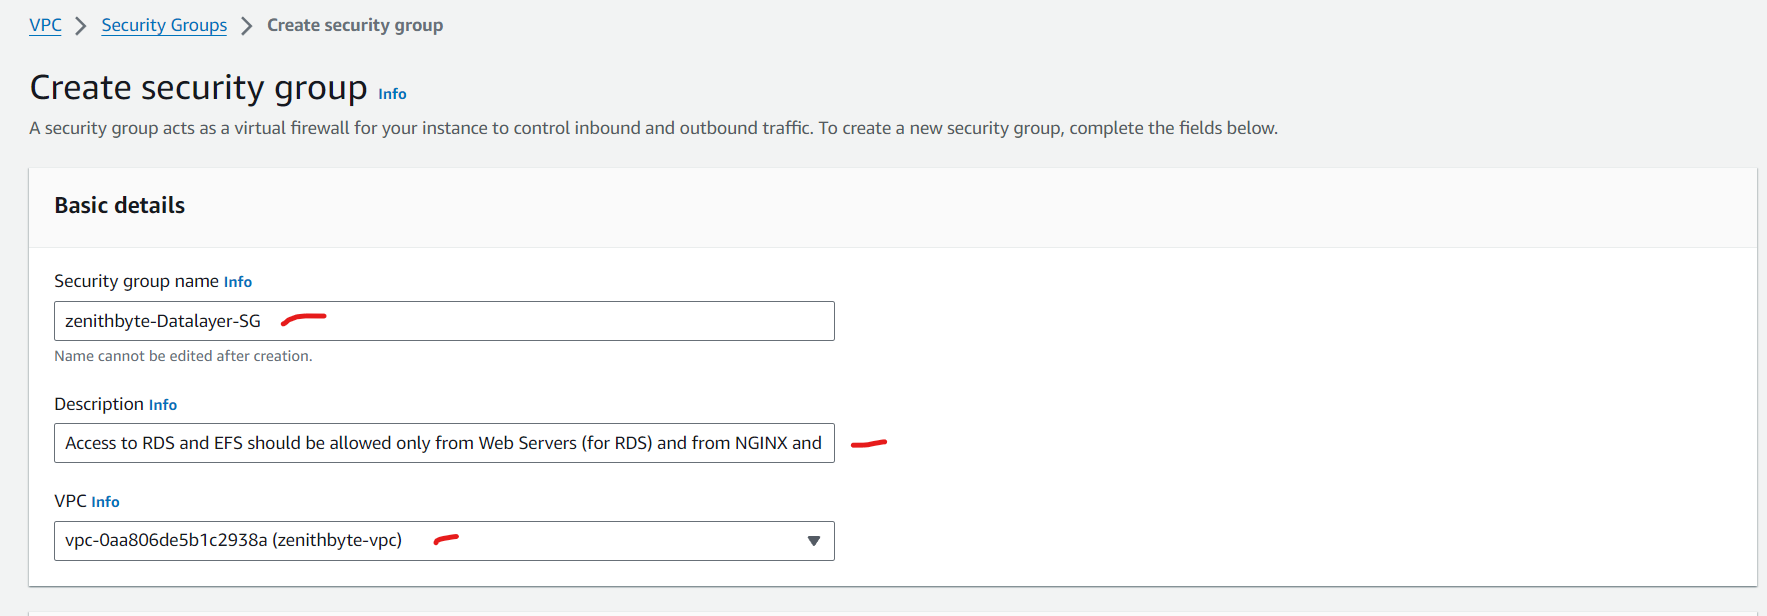 VPC > Security Groups > Create security group
Create security group Info
A security group acts as a virtual firewall for your instance to control inbound and outbound traffic. To create a new security group, complete the fields below.
Basic details
Security group name Info
zenithbyte-Datalayer-SG
Name cannot be edited after creation.
Description Info
Access to RDS and EFS should be allowed only from Web Servers (for RDS) and from NGINX and
VPC Info
vpc-0aa806de5b1c2938a (zenithbyte-vpc)